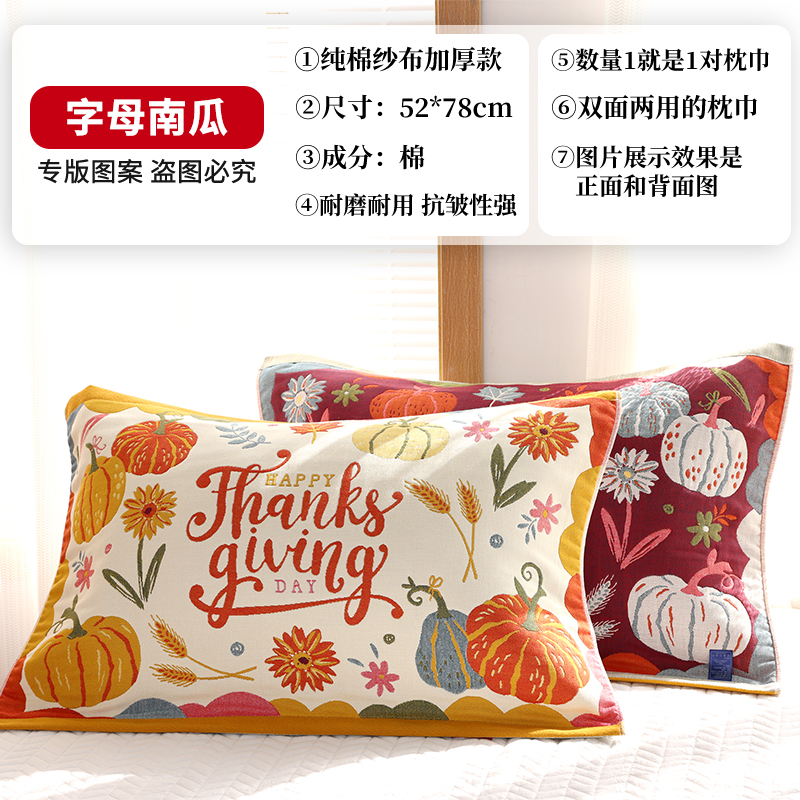 字母南瓜
专版图案 盗图必究
①纯棉纱布加厚款
②尺寸：52*78cm
③成分：棉
④耐磨耐用 抗皱性强
⑤数量1就是1对枕巾
⑥双面两用的枕巾
⑦图片展示效果是
正面和背面图
HAPPY
Thanks
giving
DAY